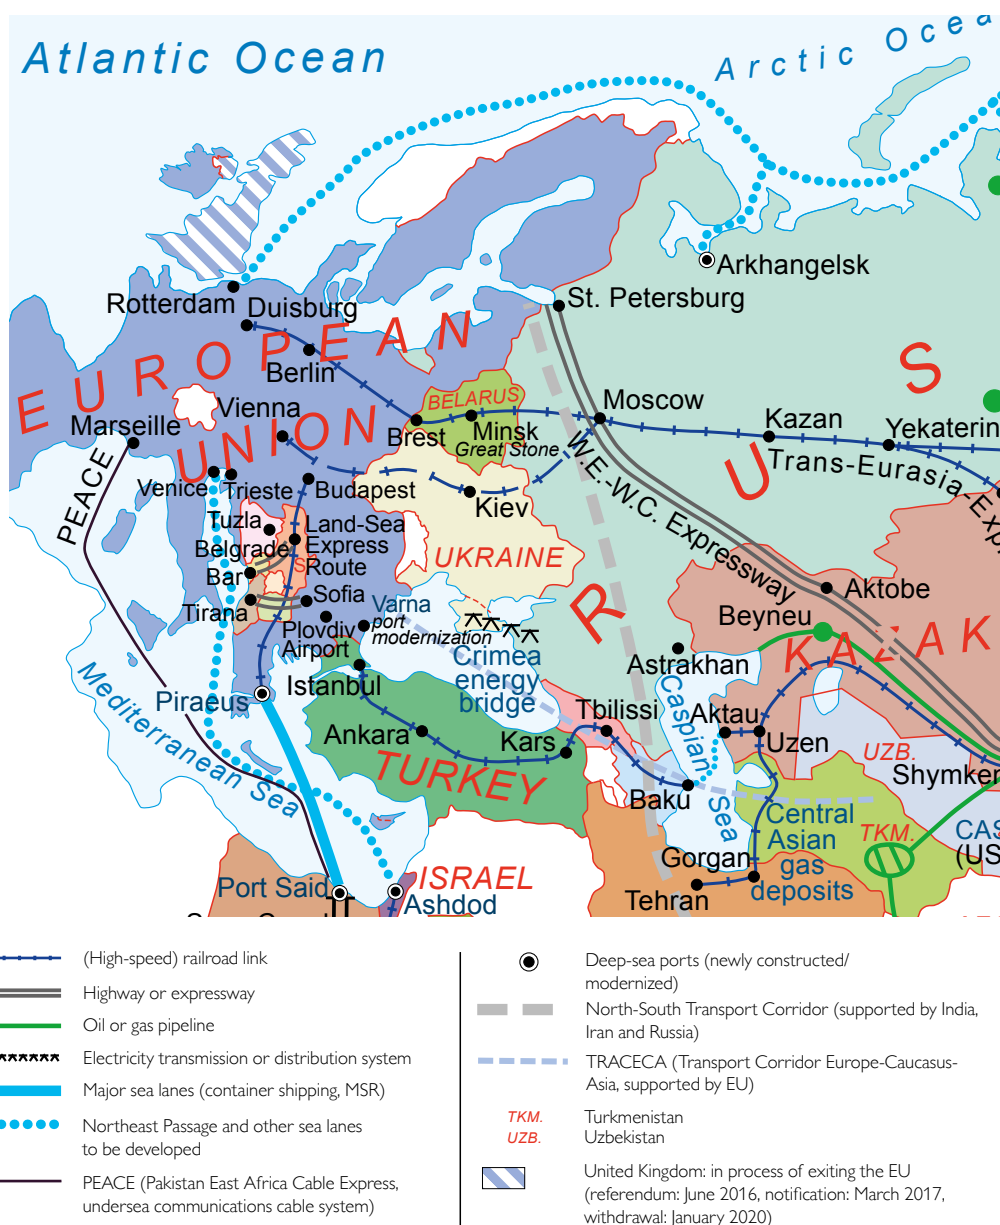 Atlantic Ocean
Arctic Ocea
Arkhangelsk
Rotterdam
Duisburg
St. Petersburg
EUROPEAN
Berlin
S
BELARUS
Vienna
Moscow
Marseille
Brest
Minsk
Great Stone
Kazan
Yekaterin
UNION
U
Trans-Eurasia-Exp
PEACE
Venice
Trieste
Budapest
W.E.-W.C. Expressway
Kiev
Tuzla
Land-Sea
Express
Route
Belgrade
UKRAINE
Bar
S
R
Aktobe
Tirana
Sofia
Varna
port
modernization
Beyneu
Plovdiv
Airport
KAZAK
Crimea
energy
bridge
Astrakhan
Istanbul
Piraeus
Mediterranean Sea
Caspian Sea
Tbilissi
Aktau
Ankara
Kars
Uzen
UZB.
TURKEY
Shymken
Baku
Central
Asian
gas
deposits
TKM.
CAS
(US
Gorgan
Port Said
ISRAEL
Ashdod
Tehran
(High-speed) railroad link
Highway or expressway
Oil or gas pipeline
Electricity transmission or distribution system
Major sea lanes (container shipping, MSR)
Northeast Passage and other sea lanes
to be developed
PEACE (Pakistan East Africa Cable Express,
undersea communications cable system)
Deep-sea ports (newly constructed/
modernized)
North-South Transport Corridor (supported by India,
Iran and Russia)
TRACECA (Transport Corridor Europe-Caucasus-
Asia, supported by EU)
TKM. Turkmenistan
UZB. Uzbekistan
United Kingdom: in process of exiting the EU
(referendum: June 2016, notification: March 2017,
withdrawal: January 2020)